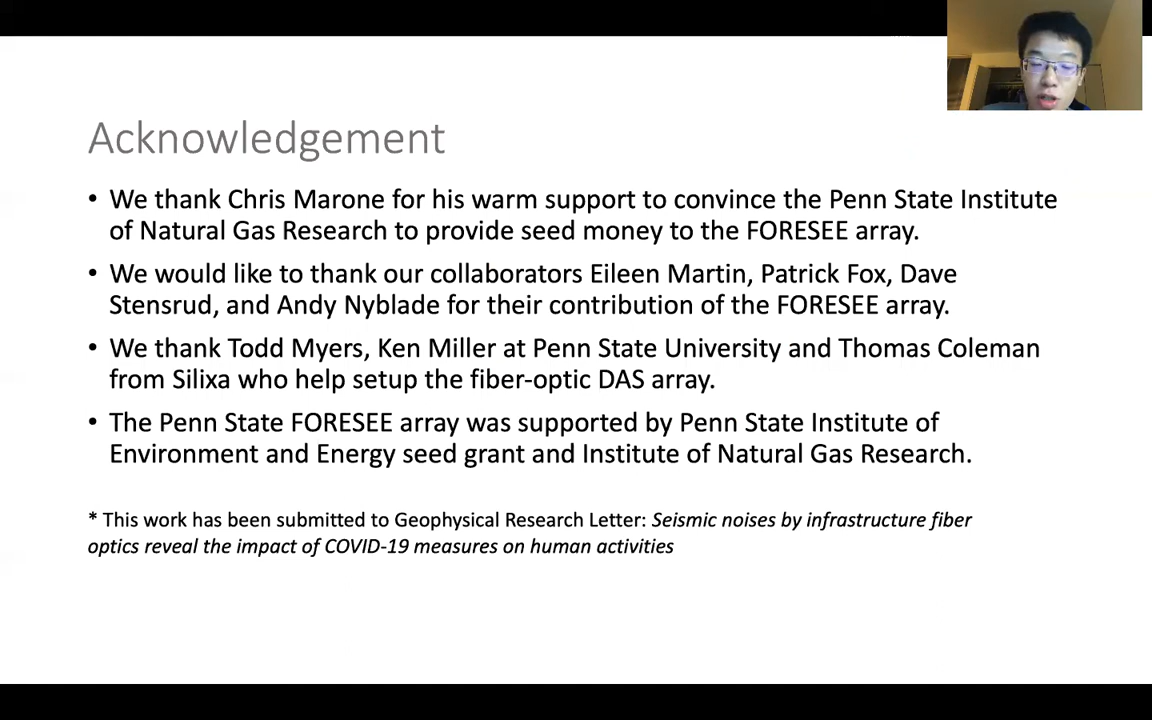 Acknowledgement
• We thank Chris Marone for his warm support to convince the Penn State Institute
of Natural Gas Research to provide seed money to the FORESEE array.
• We would like to thank our collaborators Eileen Martin, Patrick Fox, Dave
Stensrud, and Andy Nyblade for their contribution of the FORESEE array.
• We thank Todd Myers, Ken Miller at Penn State University and Thomas Coleman
from Silixa who help setup the fiber-optic DAS array.
• The Penn State FORESEE array was supported by Penn State Institute of
Environment and Energy seed grant and Institute of Natural Gas Research.
* This work has been submitted to Geophysical Research Letter: Seismic noises by infrastructure fiber
optics reveal the impact of COVID-19 measures on human activities